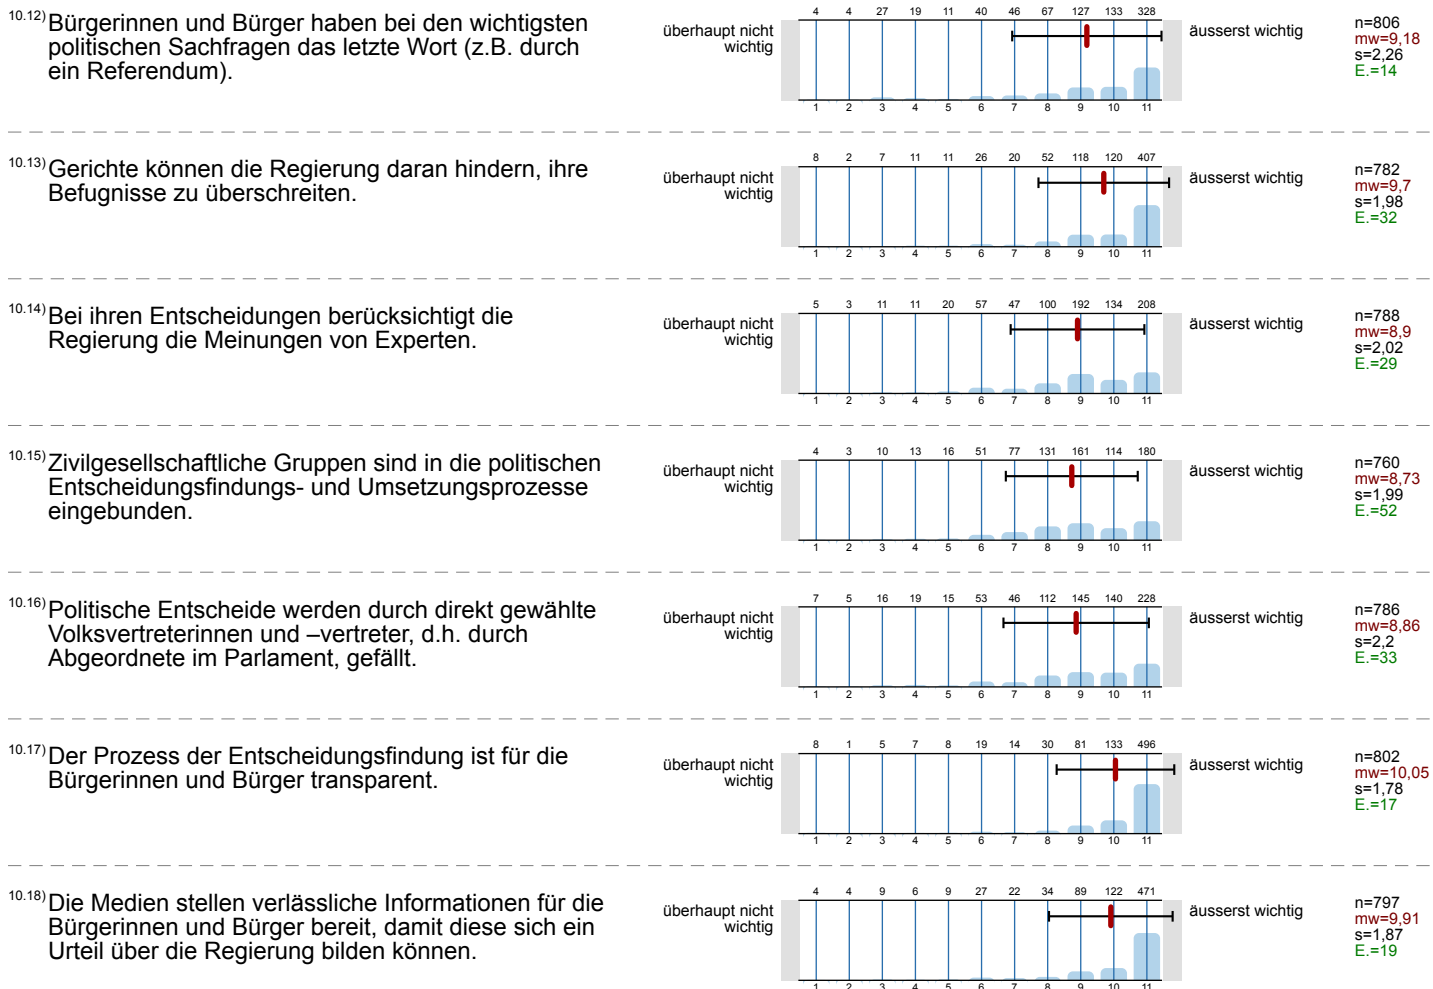 10.12) Bürgerinnen und Bürger haben bei den wichtigsten
politischen Sachfragen das letzte Wort (z.B. durch
ein Referendum).
überhaupt nicht
wichtig
4 4 27 19 11 40 46 67 127 133 328
1 2 3 4 5 6 7 8 9 10 11
äusserst wichtig
n=806
mw=9,18
s=2,26
E.=14
10.13) Gerichte können die Regierung daran hindern, ihre
Befugnisse zu überschreiten.
überhaupt nicht
wichtig
8 2 7 11 11 26 20 52 118 120 407
1 2 3 4 5 6 7 8 9 10 11
äusserst wichtig
n=782
mw=9,7
s=1,98
E.=32
10.14) Bei ihren Entscheidungen berücksichtigt die
Regierung die Meinungen von Experten.
überhaupt nicht
wichtig
5 3 11 11 20 57 47 100 192 134 208
1 2 3 4 5 6 7 8 9 10 11
äusserst wichtig
n=788
mw=8,9
s=2,02
E.=29
10.15) Zivilgesellschaftliche Gruppen sind in die politischen
Entscheidungsfindungs- und Umsetzungsprozesse
eingebunden.
überhaupt nicht
wichtig
4 3 10 13 16 51 77 131 161 114 180
1 2 3 4 5 6 7 8 9 10 11
äusserst wichtig
n=760
mw=8,73
s=1,99
E.=52
10.16) Politische Entscheide werden durch direkt gewählte
Volksvertreterinnen und –vertreter, d.h. durch
Abgeordnete im Parlament, gefällt.
überhaupt nicht
wichtig
7 5 16 19 15 53 46 112 145 140 228
1 2 3 4 5 6 7 8 9 10 11
äusserst wichtig
n=786
mw=8,86
s=2,2
E.=33
10.17) Der Prozess der Entscheidungsfindung ist für die
Bürgerinnen und Bürger transparent.
überhaupt nicht
wichtig
8 1 5 7 8 19 14 30 81 133 496
1 2 3 4 5 6 7 8 9 10 11
äusserst wichtig
n=802
mw=10,05
s=1,78
E.=17
10.18) Die Medien stellen verlässliche Informationen für die
Bürgerinnen und Bürger bereit, damit diese sich ein
Urteil über die Regierung bilden können.
überhaupt nicht
wichtig
4 4 9 6 9 27 22 34 89 122 471
1 2 3 4 5 6 7 8 9 10 11
äusserst wichtig
n=797
mw=9,91
s=1,87
E.=19